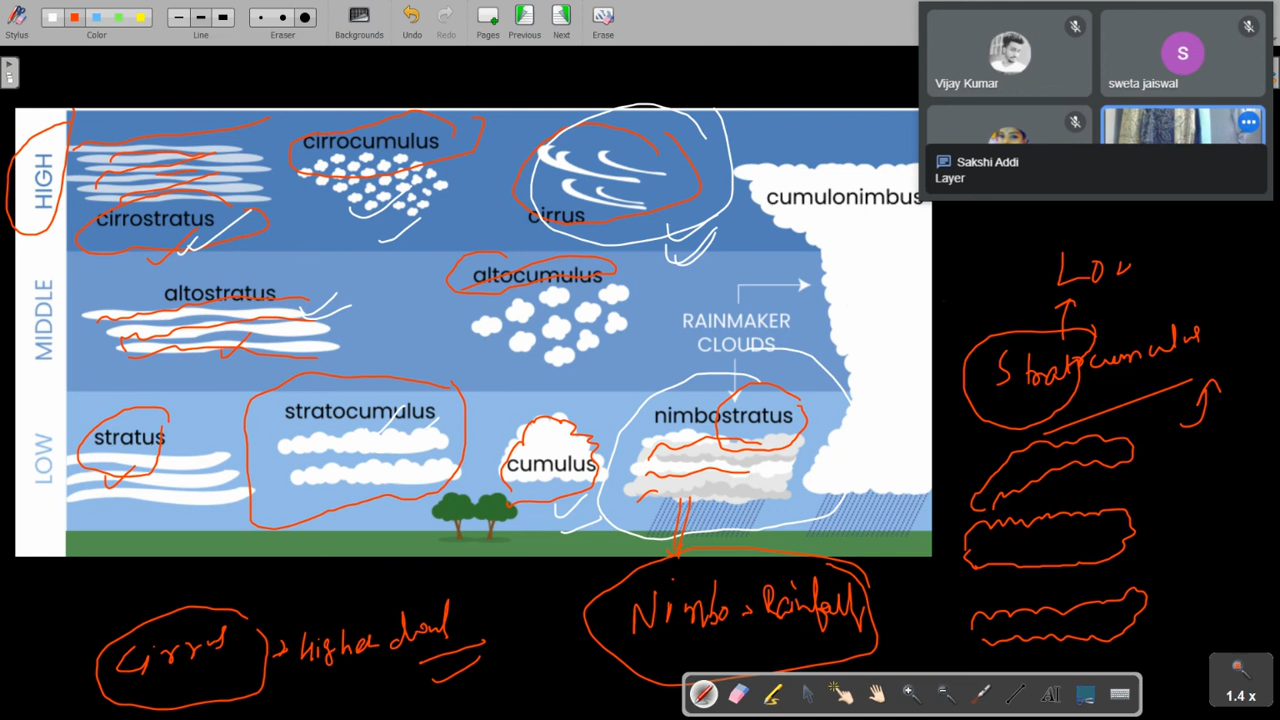 Stylus
Color
Line
Eraser
Backgrounds
Undo
Redo
Pages
Previous
Next
Erase
Vijay Kumar
S
sweta jaiswal
Sakshi Addi
Layer
HIGH
cirrostratus
cirrocumulus
cirrus
cumulonimbus
MIDDLE
altostratus
altocumulus
RAINMAKER
CLOUDS
LOW
stratus
stratocumulus
cumulus
nimbostratus
Low
Stratocumulus
Cirrus
Higher cloud
Nimbo Rainfall
AI
1.4 x